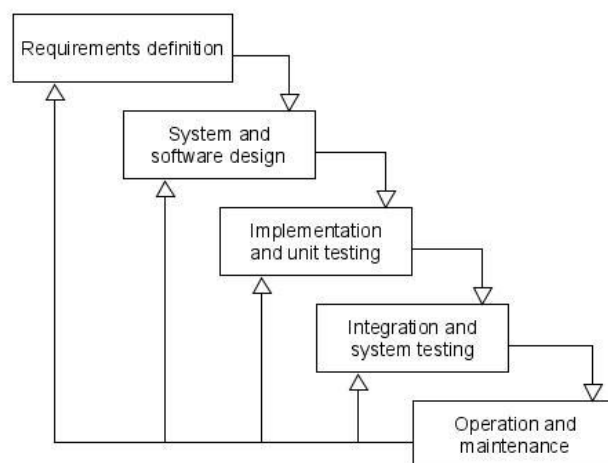 Requirements definition
System and
software design
Implementation
and unit testing
Integration and
system testing
Operation and
maintenance